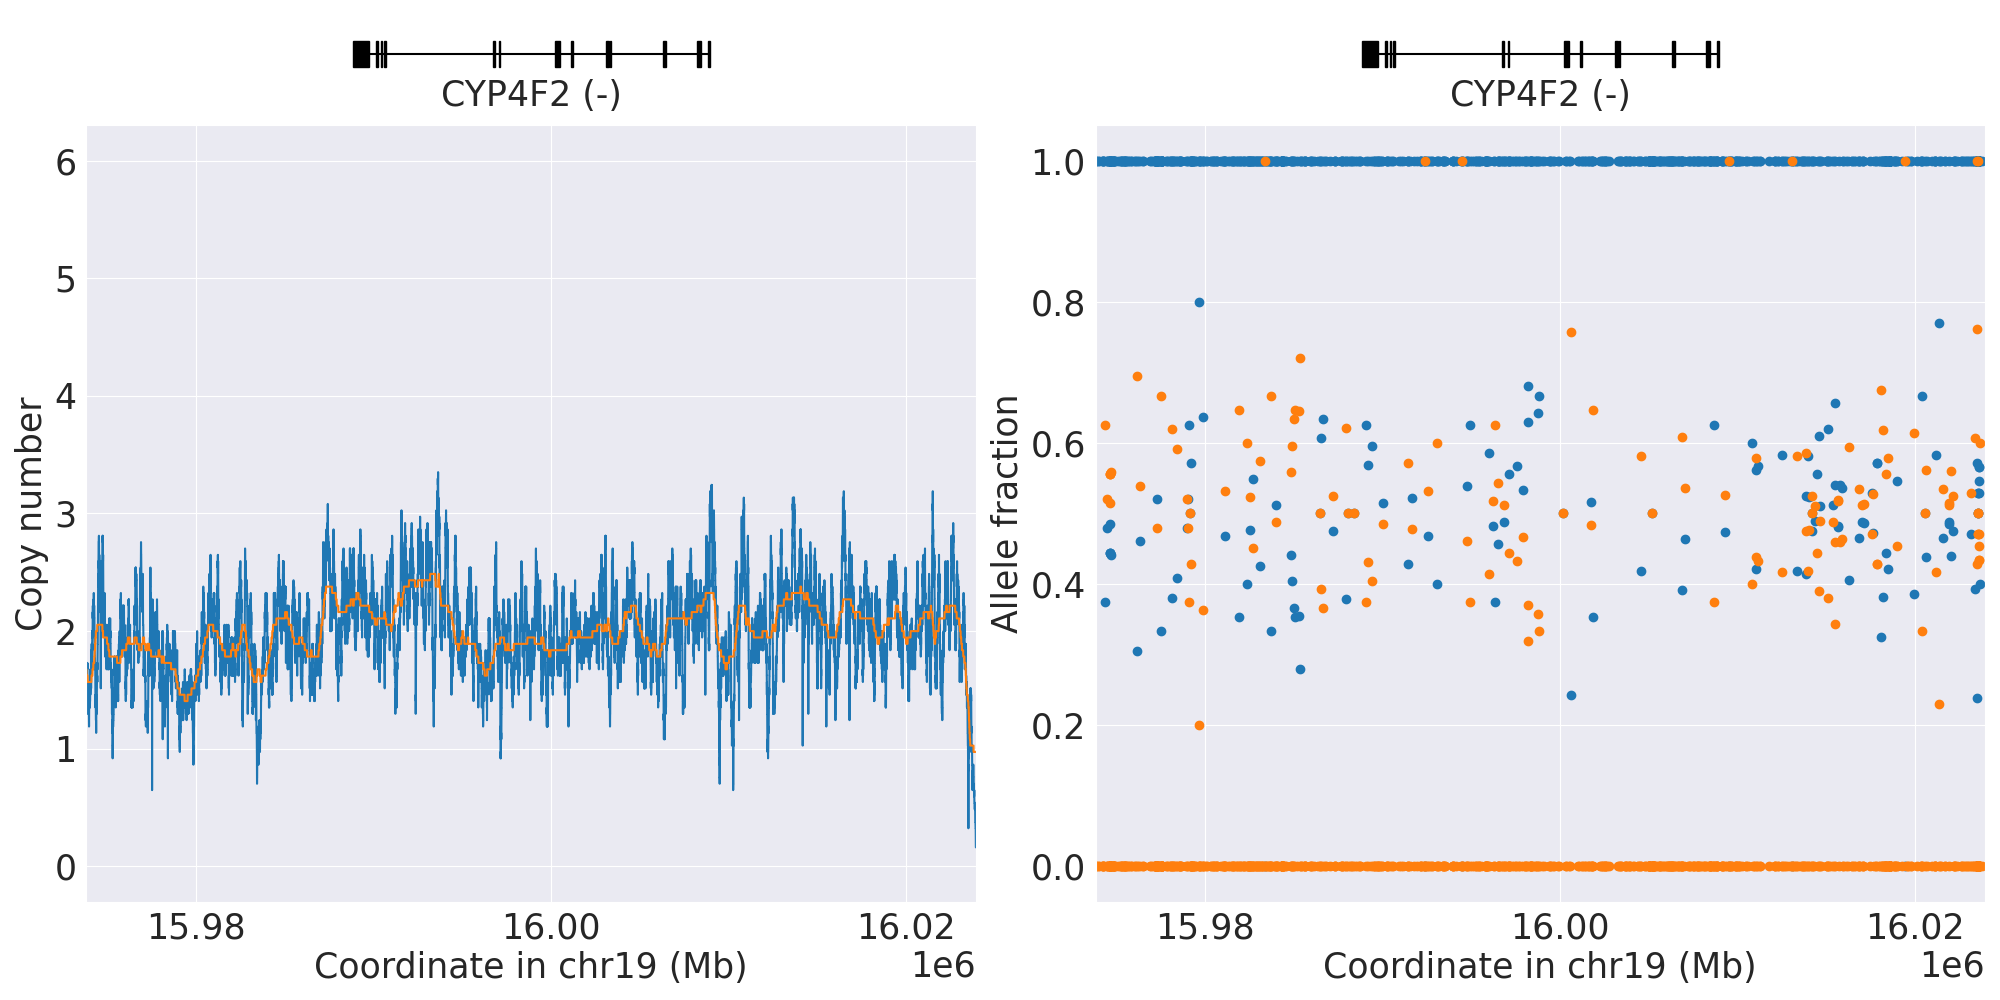 CYP4F2 (-)
6
5
4
3
2
1
0
Copy number
15.98
16.00
16.02
Coordinate in chr19 (Mb)
1e6
CYP4F2 (-)
1.0
0.8
0.6
0.4
0.2
0.0
Allele fraction
15.98
16.00
16.02
Coordinate in chr19 (Mb)
1e6